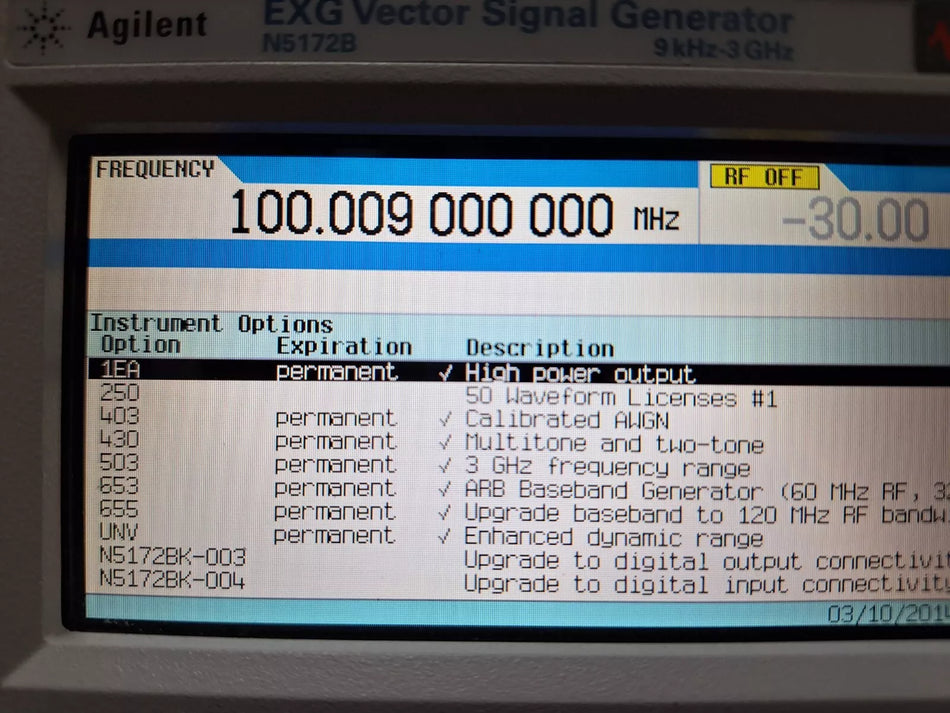 Agilent EXG Vector Signal Generator
N5172B 9 kHz-3 GHz
FREQUENCY RF OFF
100.009 000 000 MHz -30.00
Instrument Options
Option Expiration Description
1EA permanent ✓ High power output
250 50 Waveform Licenses #1
403 permanent ✓ Calibrated AWGN
430 permanent ✓ Multitone and two-tone
503 permanent ✓ 3 GHz frequency range
653 permanent ✓ ARB Baseband Generator (60 MHz RF,
655 permanent ✓ Upgrade baseband to 120 MHz RF
UNV permanent ✓ Enhanced dynamic range
N5172BK-003 Upgrade to digital output
N5172BK-004 Upgrade to digital input